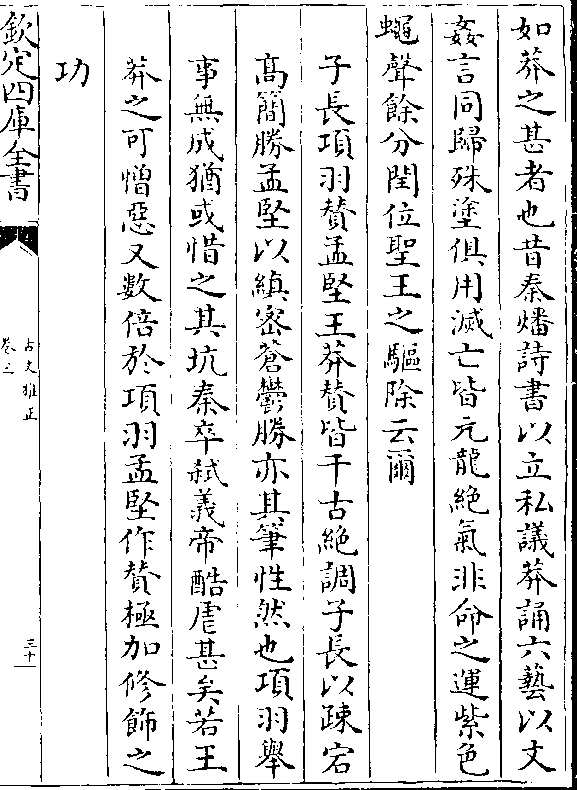 如莽之甚者也昔秦燔詩書以立私議莽誦六藝以文
姦言同歸殊塗俱用滅亡皆亢龍絶氣非命之運紫色
蠅聲餘分閏位聖王之驅除云爾
子長項羽賛孟堅王莽賛皆千古絶調子長以疎宕
高簡勝孟堅以縝宻蒼鬱勝亦其筆性然也項羽舉
事無成猶或惜之其坑秦卒弑義帝酷虐甚矣若王
莽之可憎惡又數倍於項羽孟堅作賛極加修飾之
功
欽定四庫全書
古文雅正
卷三
三十一